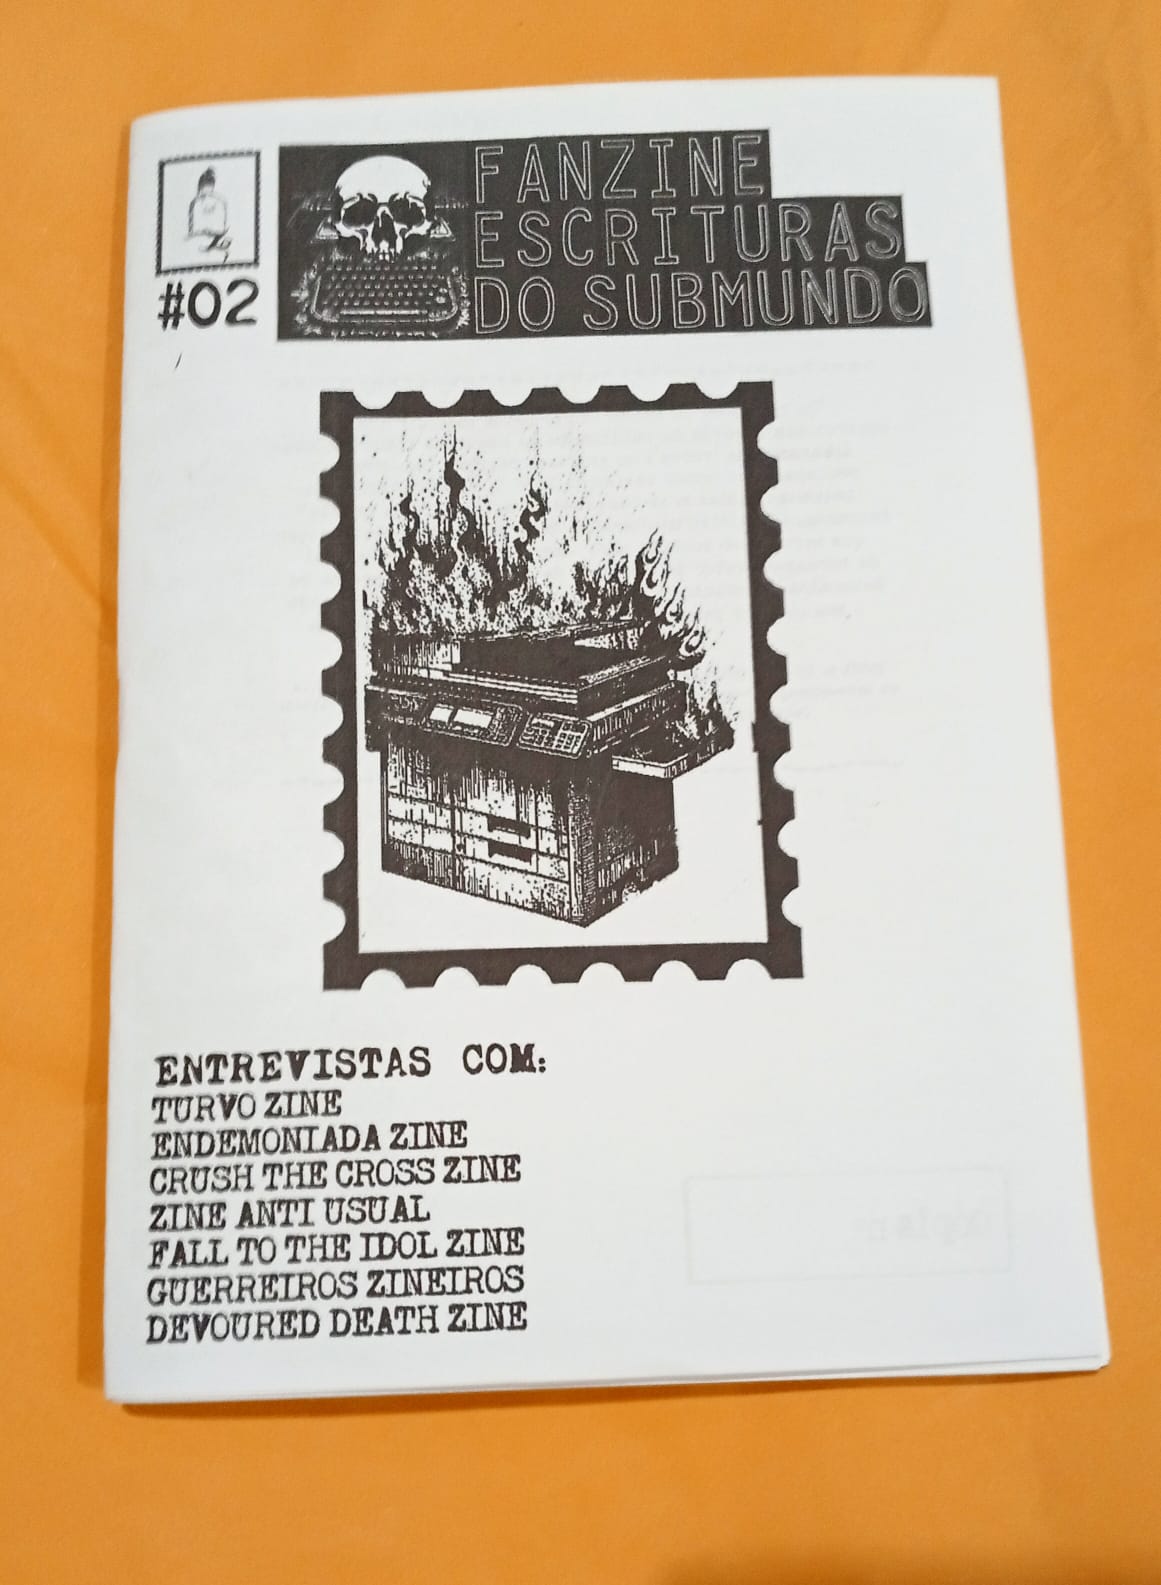 #02
FANZINE
ESCRITURAS
DO SUBMUNDO
ENTREVISTAS COM:
TURVO ZINE
ENDEMONIADA ZINE
CRUSH THE CROSS ZINE
ZINE ANTI USUAL
FALL TO THE IDOL ZINE
GUERREIROS ZINEIROS
DEVOURED DEATH ZINE